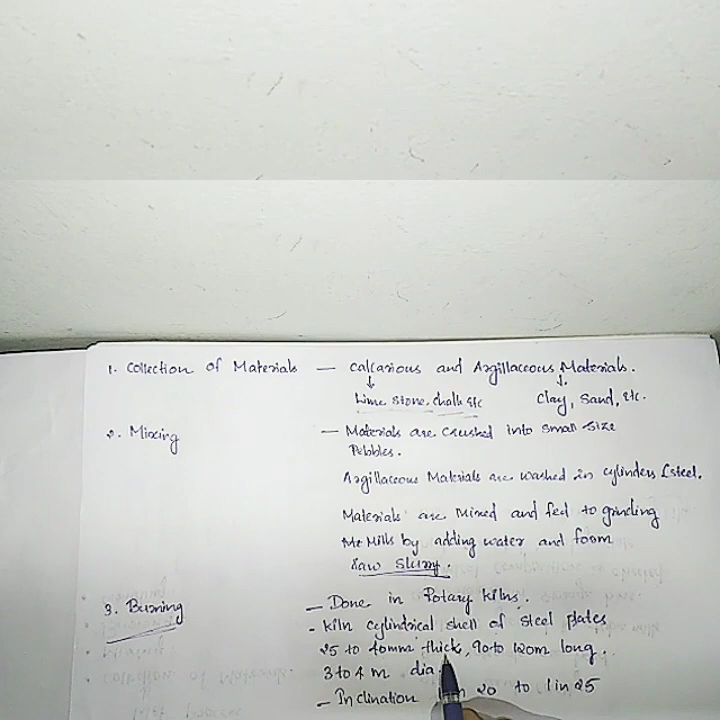 1. Collection of Materials — Calcarious and Argillaceous Materials.
↓ ↓
Lime stone, chalk etc Clay, Sand, etc.
2. Mixing — Materials are crushed into small size
Pebbles.
Argillaceous Materials are washed in cylinders steel.
Materials are Mixed and fed to grinding
Mills by adding water and form
raw slurry.
3. Burning — Done in Rotary kilns.
- Kiln cylindrical shell of steel plates
25 to 40mm thick, 90 to 120m long.
3 to 4 m dia
- Inclination 20 to 1 in 25